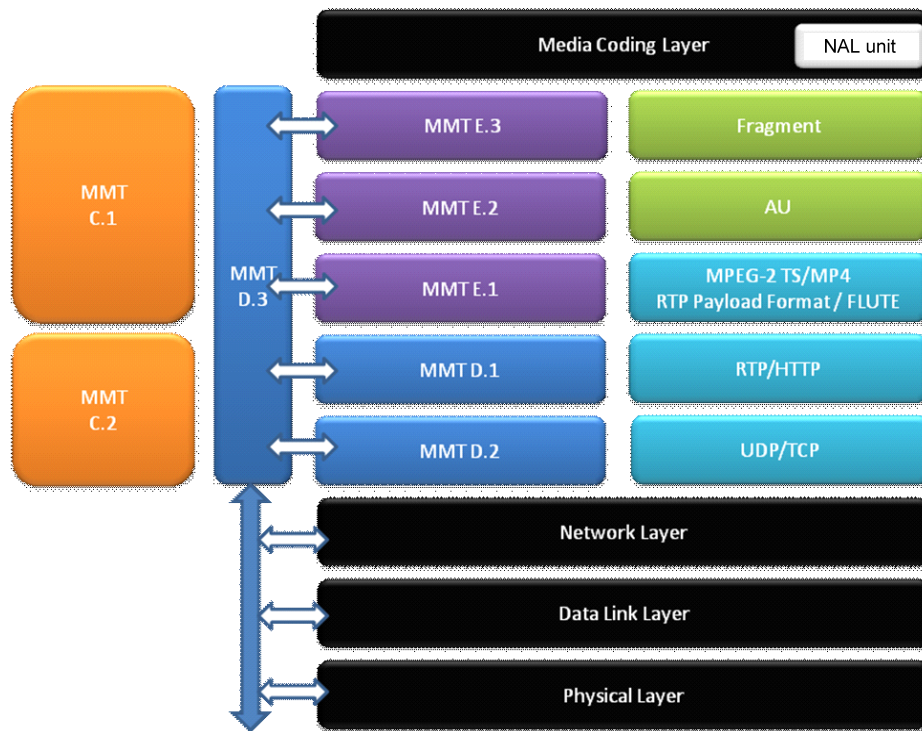 Media Coding Layer
NAL unit
MMT
C.1
MMT
C.2
MMT
D.3
MMT E.3
Fragment
MMT E.2
AU
MMT E.1
MPEG-2 TS/MP4
RTP Payload Format / FLUTE
MMT D.1
RTP/HTTP
MMT D.2
UDP/TCP
Network Layer
Data Link Layer
Physical Layer